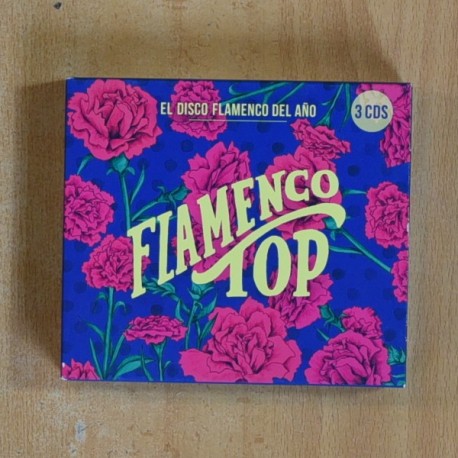 EL DISCO FLAMENCO DEL AÑO
3 CDS
FLAMENCO
TOP